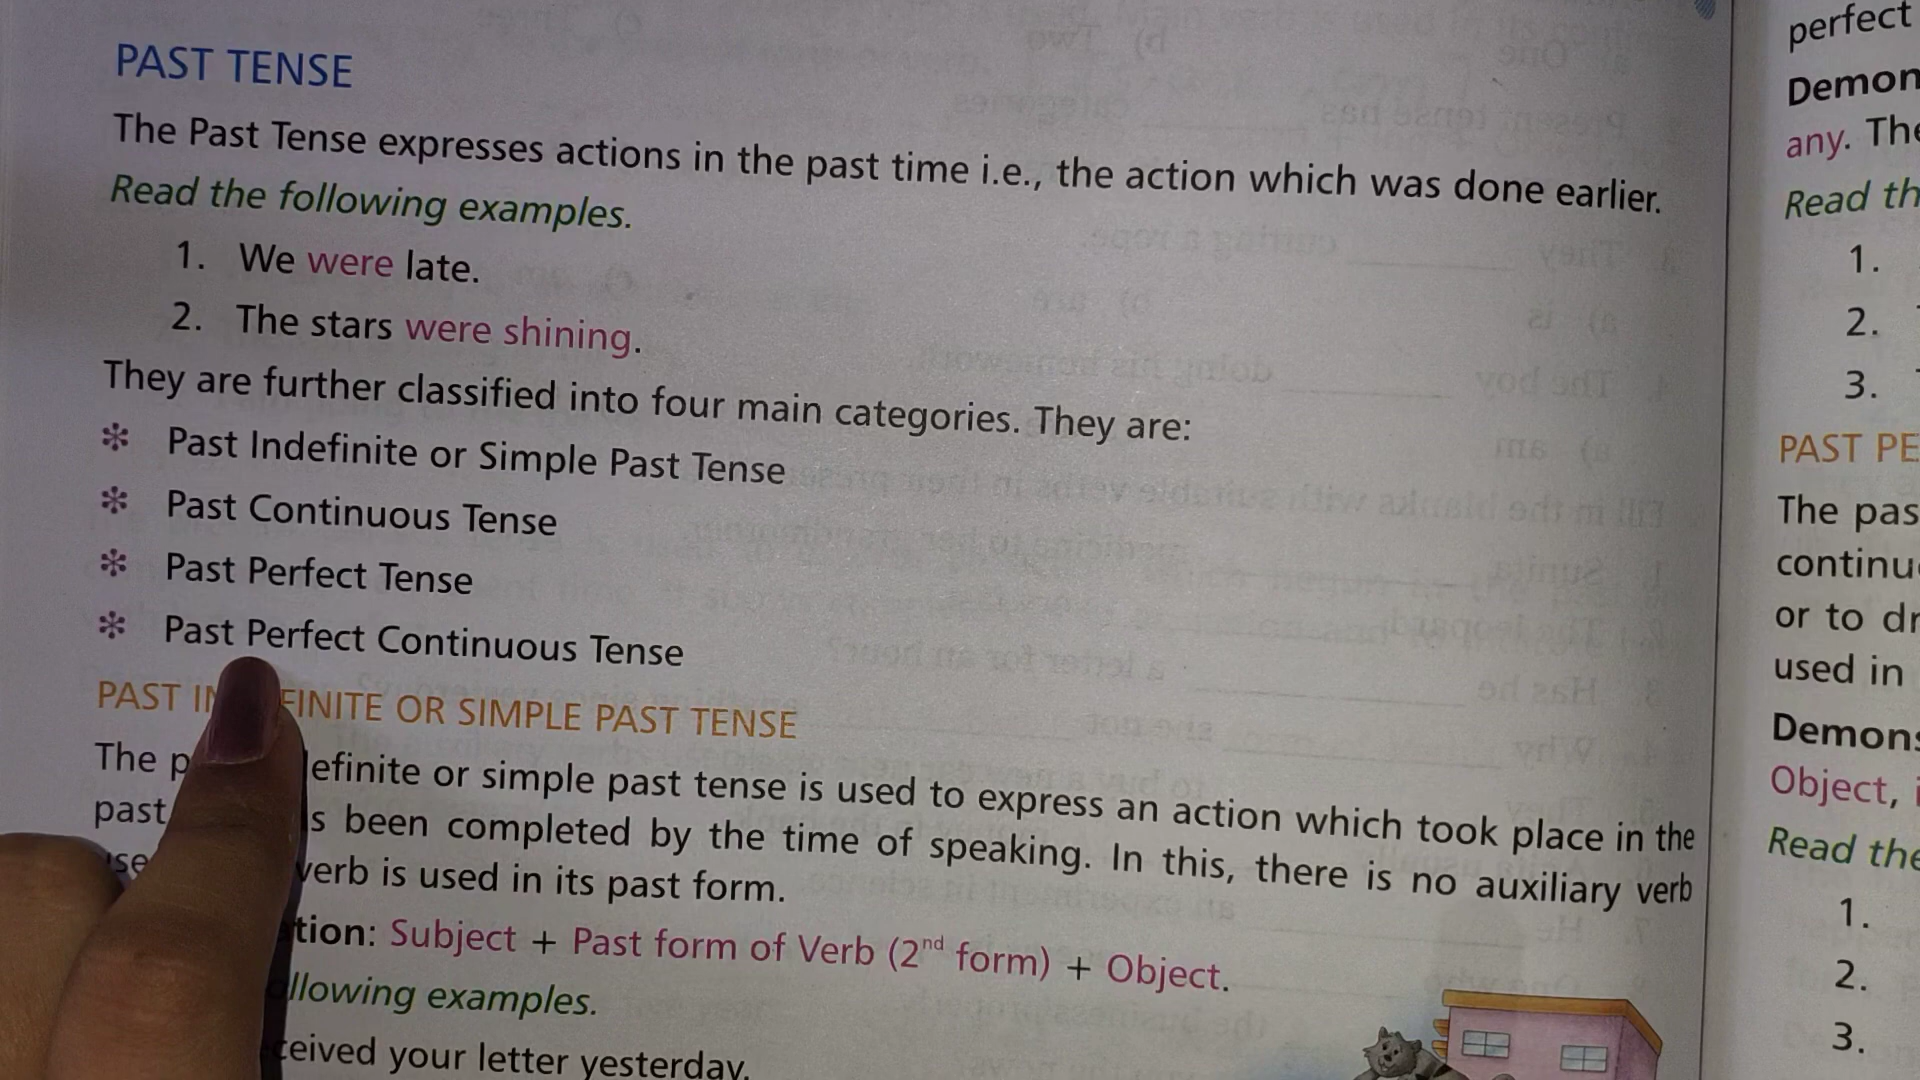 PAST TENSE
The Past Tense expresses actions in the past time i.e., the action which was done earlier.
Read the following examples.
1. We were late.
2. The stars were shining.
They are further classified into four main categories. They are:
* Past Indefinite or Simple Past Tense
* Past Continuous Tense
* Past Perfect Tense
* Past Perfect Continuous Tense
PAST FINITE OR SIMPLE PAST TENSE
The efinite or simple past tense is used to express an action which took place in the
past s been completed by the time of speaking. In this, there is no auxiliary verb
verb is used in its past form.
tion: Subject + Past form of Verb (2nd form) + Object.
llowing examples.
ceived your letter yesterday.
perfect
Demon
any. The
Read th
1.
2.
3.
PAST PE
The pas
continu
or to dr
used in
Demons
Object, i
Read the
1.
2.
3.